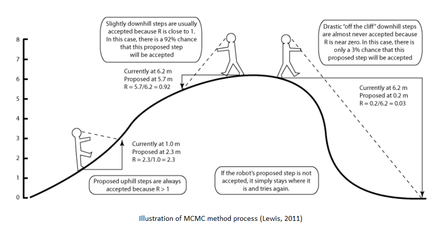 Slightly downhill steps are usually
accepted because R is close to 1.
In this case, there is a 92% chance
that this proposed step
will be accepted
Drastic "off the cliff" downhill steps
are almost never accepted because
R is near zero. In this case, there is
only a 3% chance that this
proposed step will be accepted
8
7
6
5
4
3
2
1
0
Currently at 6.2 m
Proposed at 5.7 m
R = 5.7/6.2 = 0.92
Currently at 6.2 m
Proposed at 0.2 m
R = 0.2/6.2 = 0.03
Currently at 1.0 m
Proposed at 2.3 m
R = 2.3/1.0 = 2.3
Proposed uphill steps are always
accepted because R > 1
If the robot's proposed step is not
accepted, it simply stays where it
is and tries again.
Illustration of MCMC method process (Lewis, 2011)